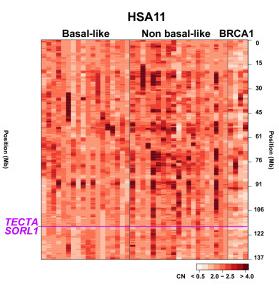 HSA11
Basal-like Non basal-like BRCA1
0
15
30
45
61
76
91
106
122
137
Position (Mb)
Position (Mb)
TECTA
SORL1
CN < 0.5 2.0 - 2.5 > 4.0